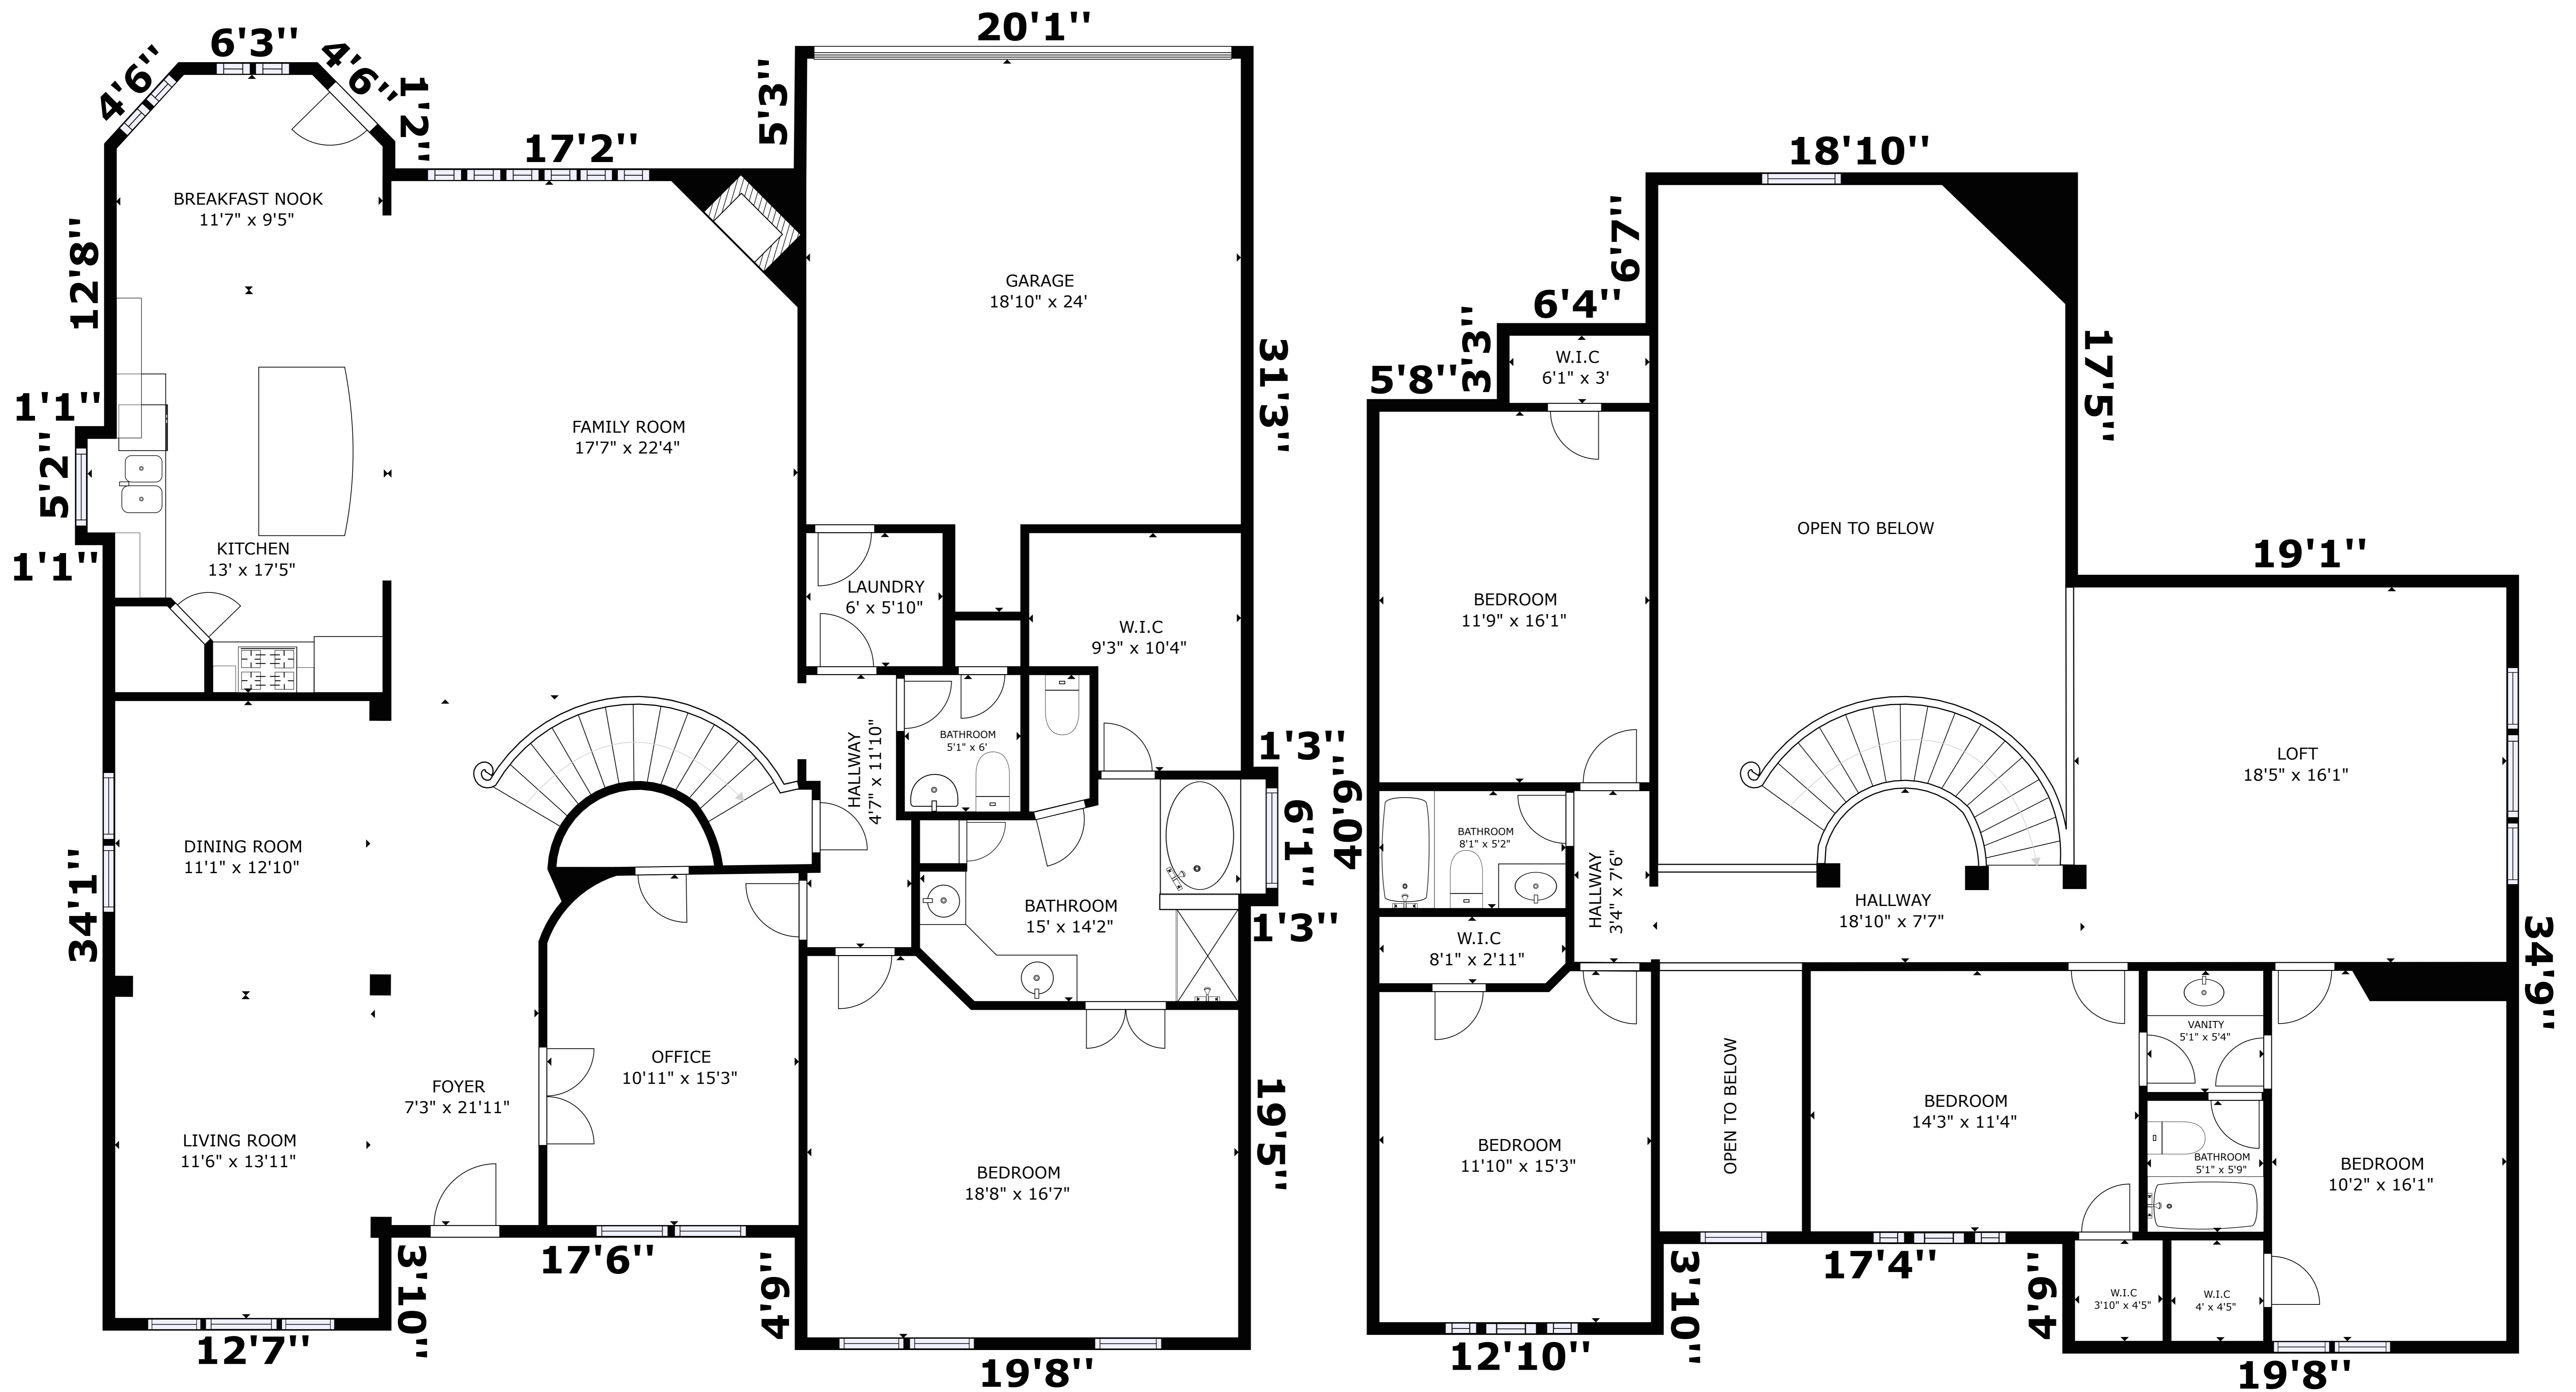 20'1''
6'3''
4'6''
4'6''
1'2''
5'3''
17'2''
BREAKFAST NOOK
11'7" x 9'5"
12'8''
GARAGE
18'10" x 24'
31'3''
1'1''
5'2''
1'1''
FAMILY ROOM
17'7" x 22'4"
KITCHEN
13' x 17'5"
LAUNDRY
6' x 5'10"
W.I.C
9'3" x 10'4"
HALLWAY
4'7" x 11'10"
BATHROOM
5'1" x 6'
1'3''
6'1''
1'3''
DINING ROOM
11'1" x 12'10"
34'1''
BATHROOM
15' x 14'2"
OFFICE
10'11" x 15'3"
FOYER
7'3" x 21'11"
LIVING ROOM
11'6" x 13'11"
BEDROOM
18'8" x 16'7"
19'5''
17'6''
3'10''
4'9''
12'7''
19'8''
18'10''
6'7''
6'4''
3'3''
5'8''
W.I.C
6'1" x 3'
17'5''
OPEN TO BELOW
19'1''
BEDROOM
11'9" x 16'1"
LOFT
18'5" x 16'1"
40'9''
BATHROOM
8'1" x 5'2"
HALLWAY
3'4" x 7'6"
HALLWAY
18'10" x 7'7"
W.I.C
8'1" x 2'11"
34'9''
VANITY
5'1" x 5'4"
OPEN TO BELOW
BEDROOM
14'3" x 11'4"
BEDROOM
11'10" x 15'3"
BATHROOM
5'1" x 5'9"
BEDROOM
10'2" x 16'1"
17'4''
3'10''
4'9''
W.I.C
3'10" x 4'5"
W.I.C
4' x 4'5"
12'10''
19'8''